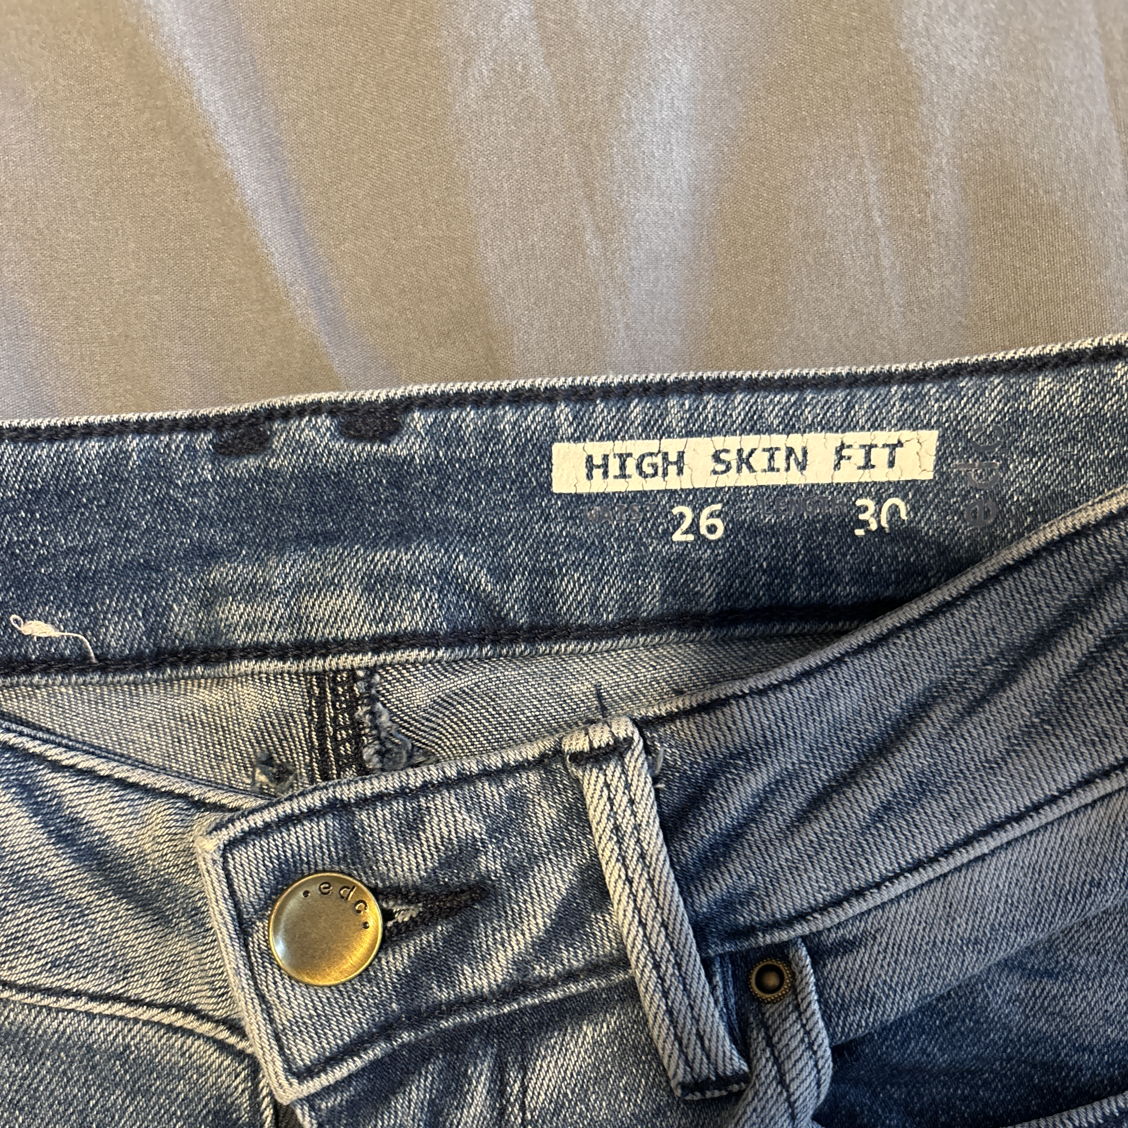 HIGH SKIN FIT
26 30
edc
.edc.